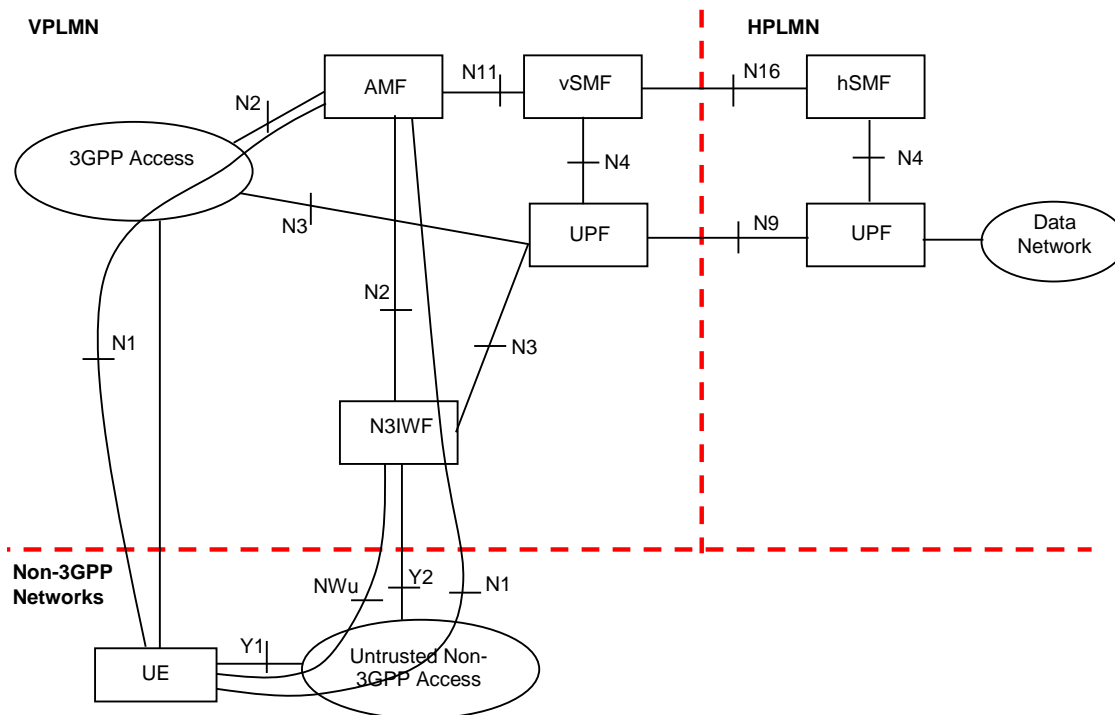 VPLMN
HPLMN
AMF
N11
vSMF
N16
hSMF
N2
3GPP Access
N4
N4
N3
UPF
N9
UPF
Data
Network
N2
N1
N3
N3IWF
Non-3GPP
Networks
NWu
Y2
N1
Y1
UE
Untrusted Non-
3GPP Access